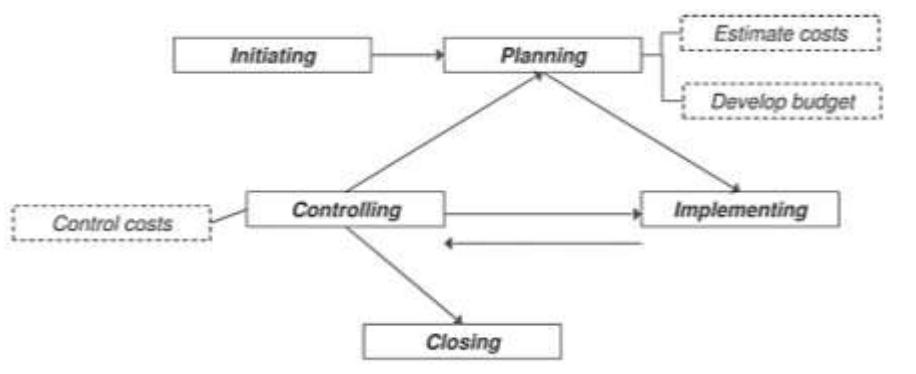 Estimate costs
Initiating
Planning
Develop budget
Controlling
Implementing
Control costs
Closing